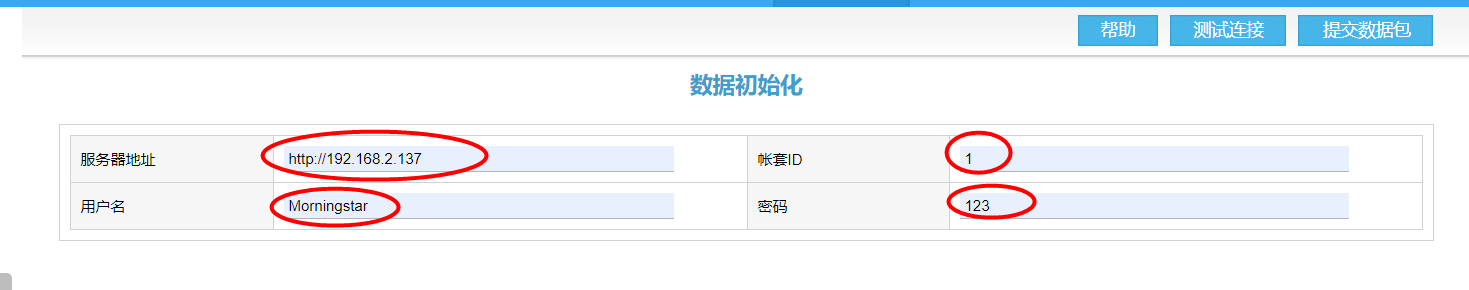 帮助 测试连接 提交数据包
数据初始化
服务器地址 http://192.168.2.137 帐套ID 1
用户名 Morningstar 密码 123